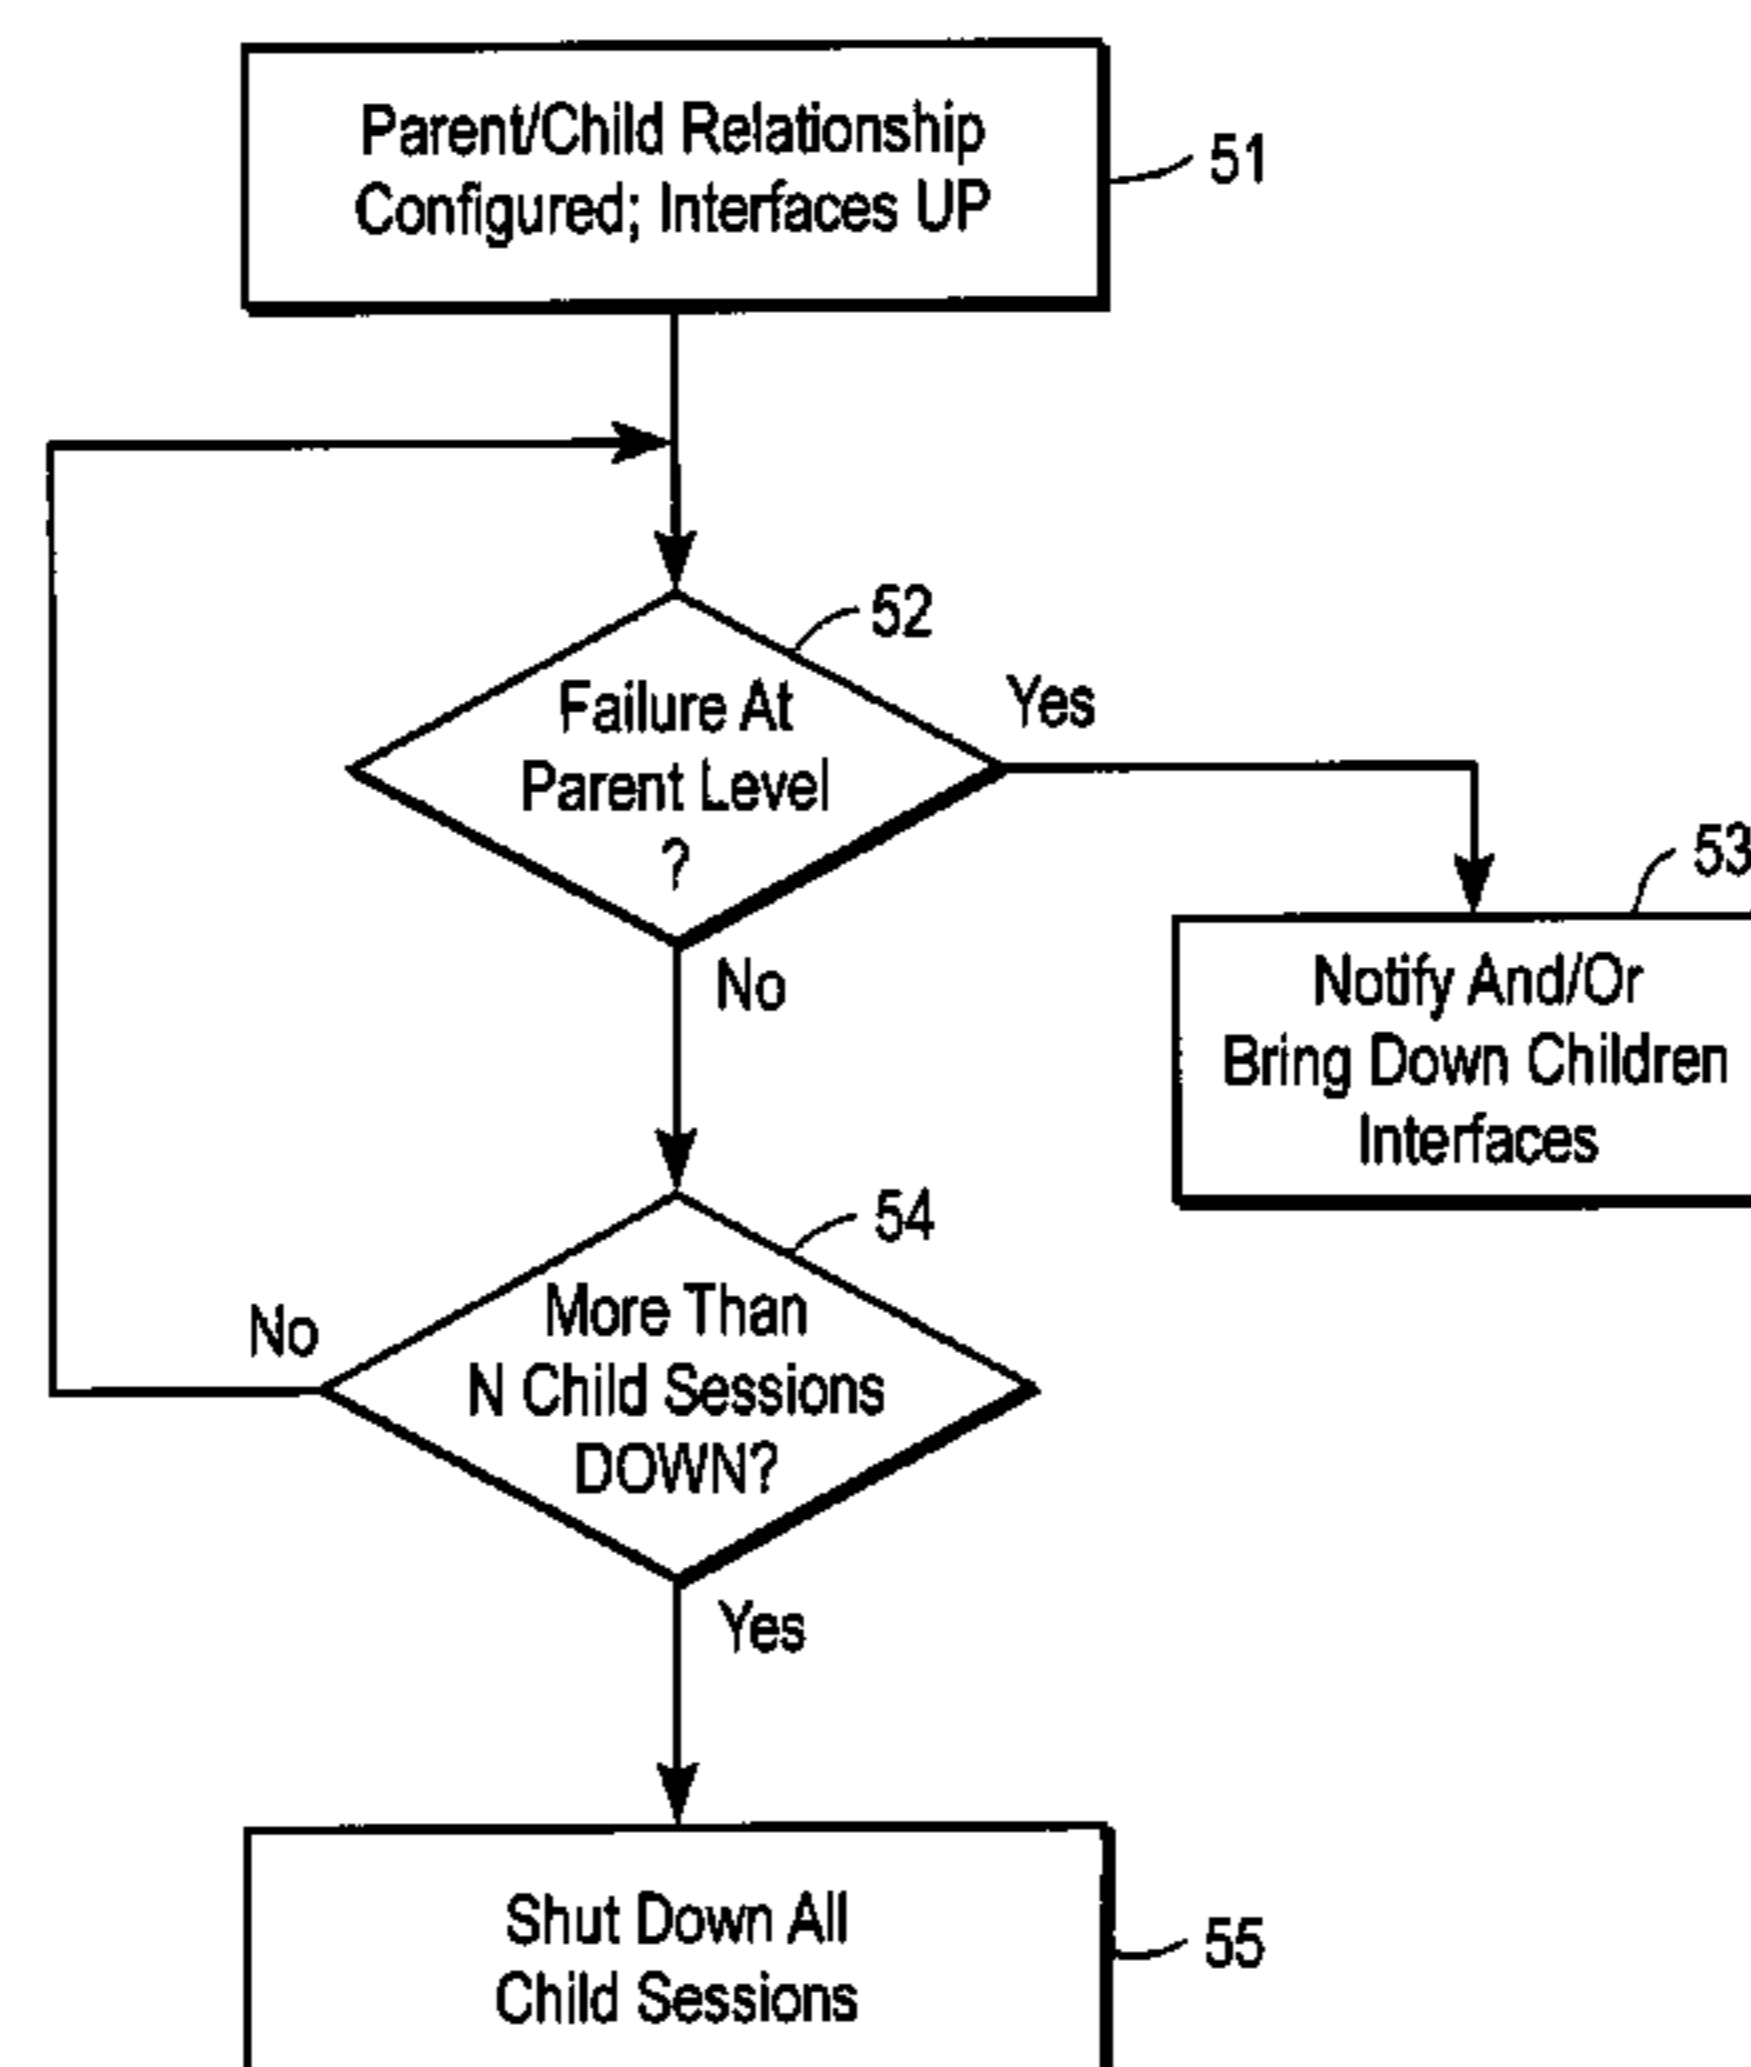 Parent/Child Relationship
Configured; Interfaces UP
51
52
Failure At
Parent Level
?
Yes
No
53
Notify And/Or
Bring Down Children
Interfaces
54
More Than
N Child Sessions
DOWN?
No
Yes
Shut Down All
Child Sessions
55